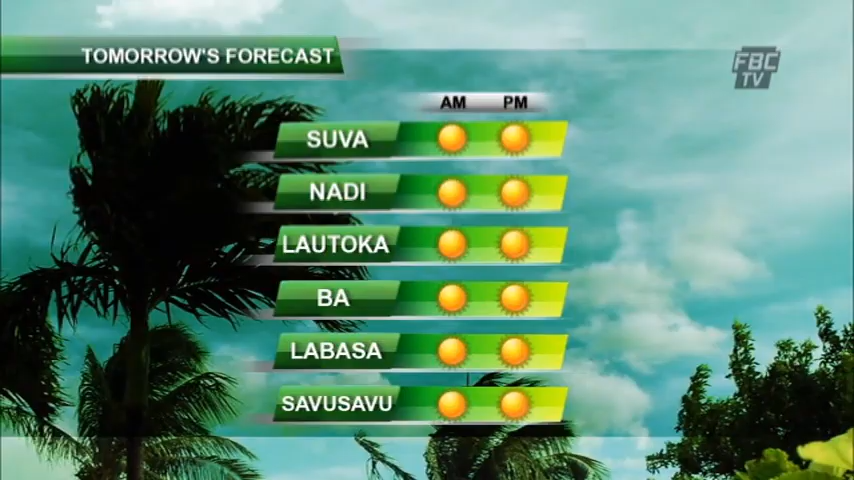 TOMORROW'S FORECAST
FBC
TV
AM PM
SUVA
NADI
LAUTOKA
BA
LABASA
SAVUSAVU